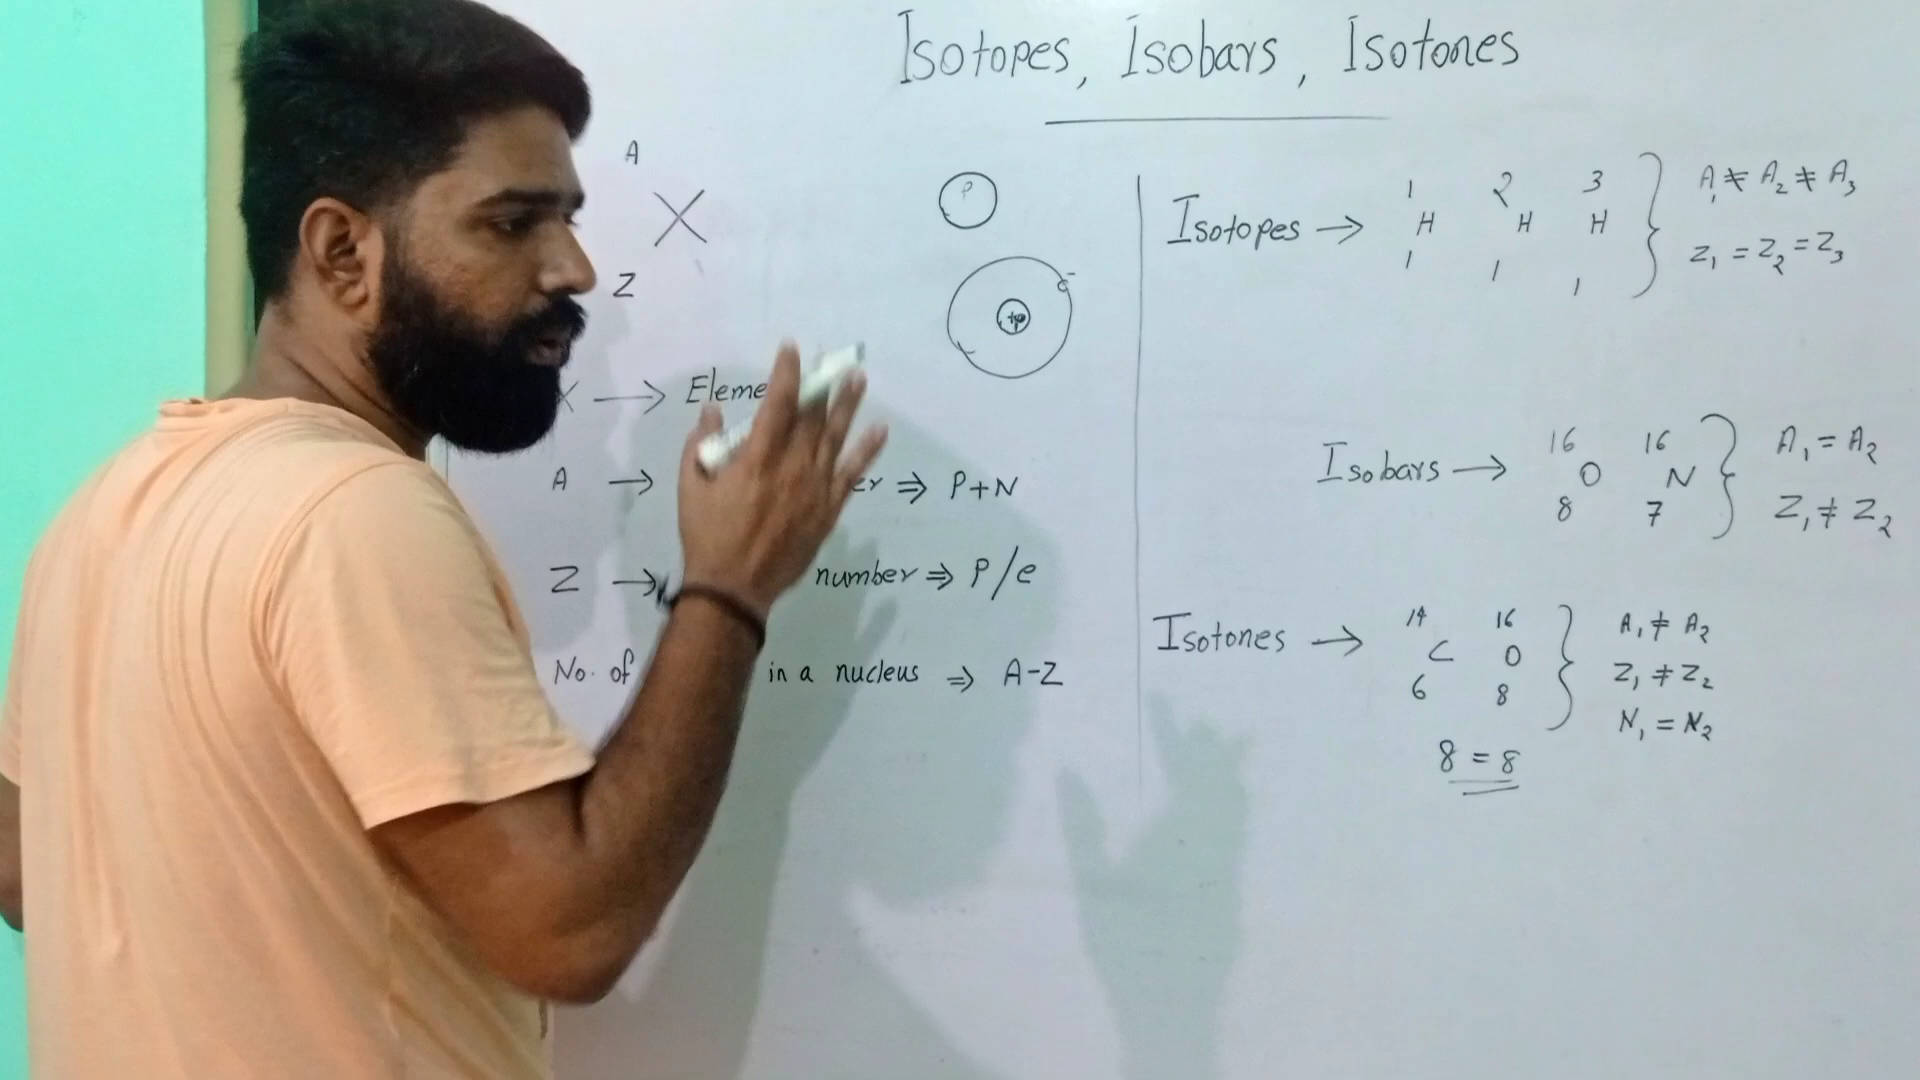 Isotopes, Isobars, Isotones
A
X
Z
P
e-
+p
X → Eleme
A → er ⇒ P+N
Z → number ⇒ P/e
No. of in a nucleus ⇒ A-Z
Isotopes →
1 2 3
H H H
1 1 1
A1 ≠ A2 ≠ A3
Z1 = Z2 = Z3
Isobars →
16 16
O N
8 7
A1 = A2
Z1 ≠ Z2
Isotones →
14 16
C O
6 8
8 = 8
A1 ≠ A2
Z1 ≠ Z2
N1 = N2